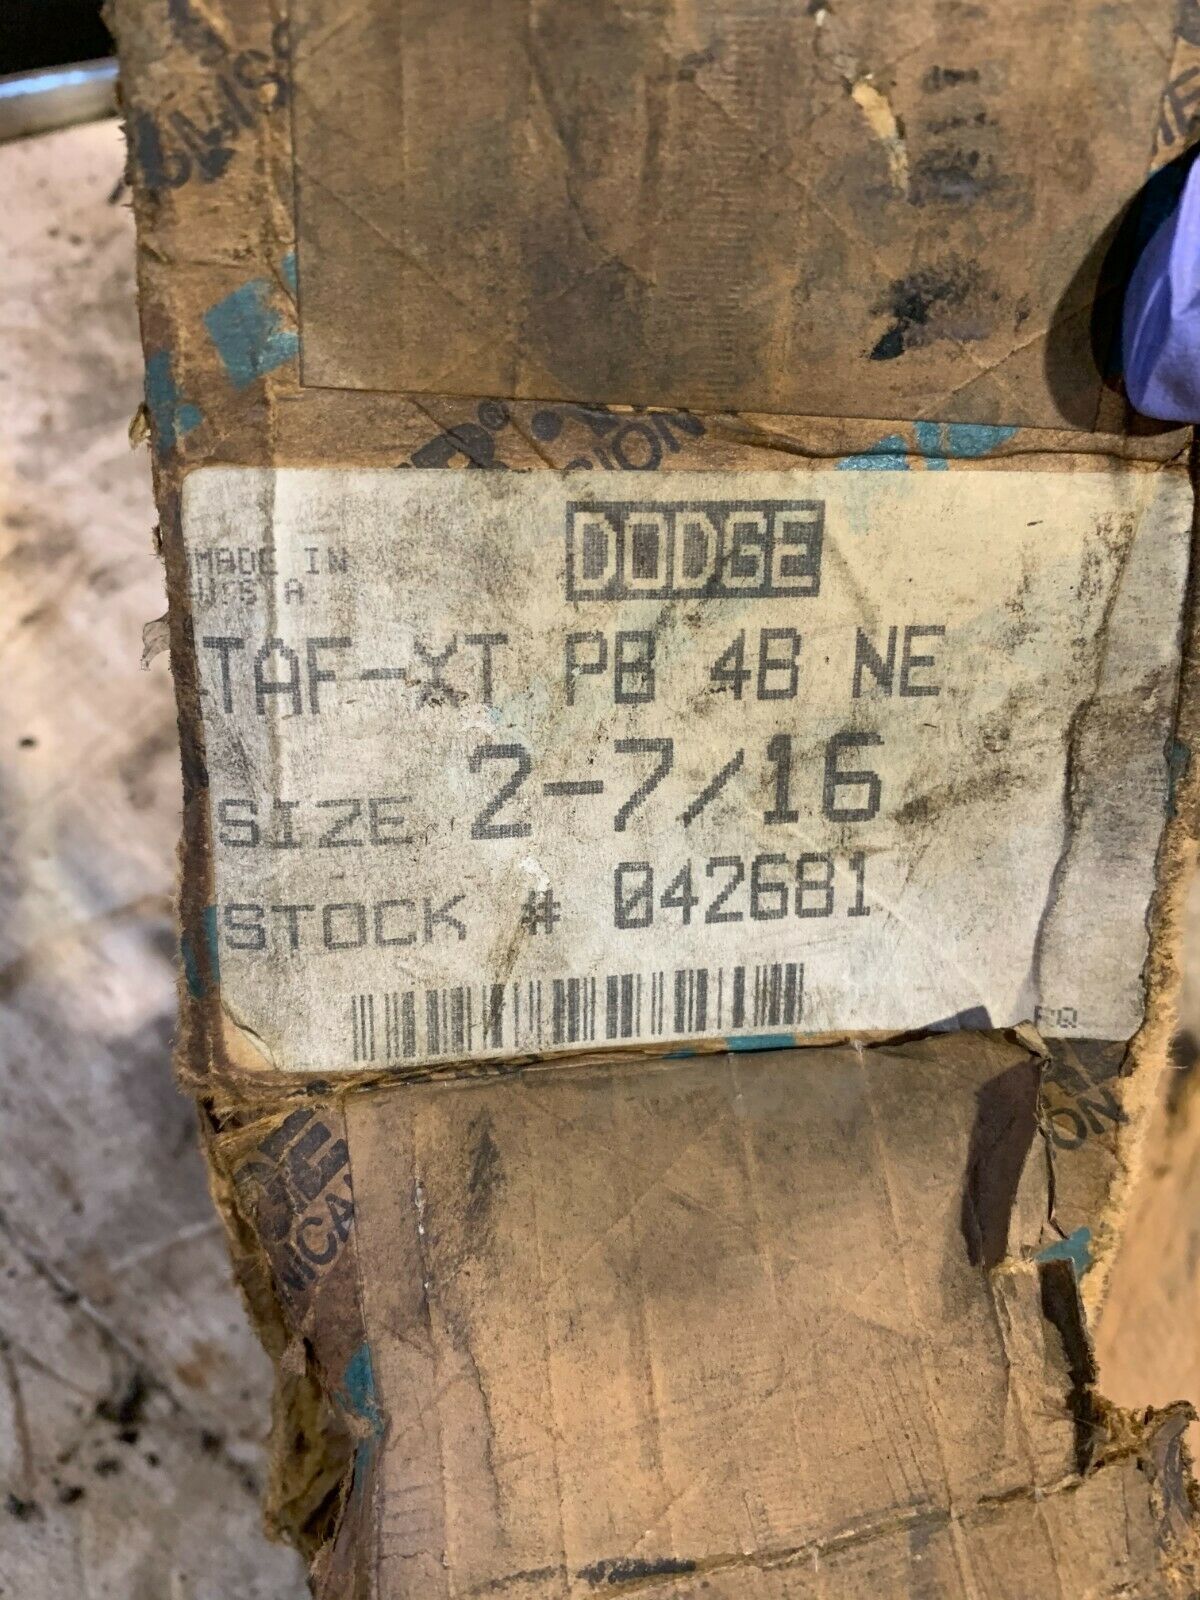 DODGE
MADE IN
U S A
TAF-XT PB 4B NE
SIZE 2-7/16
STOCK # 042681